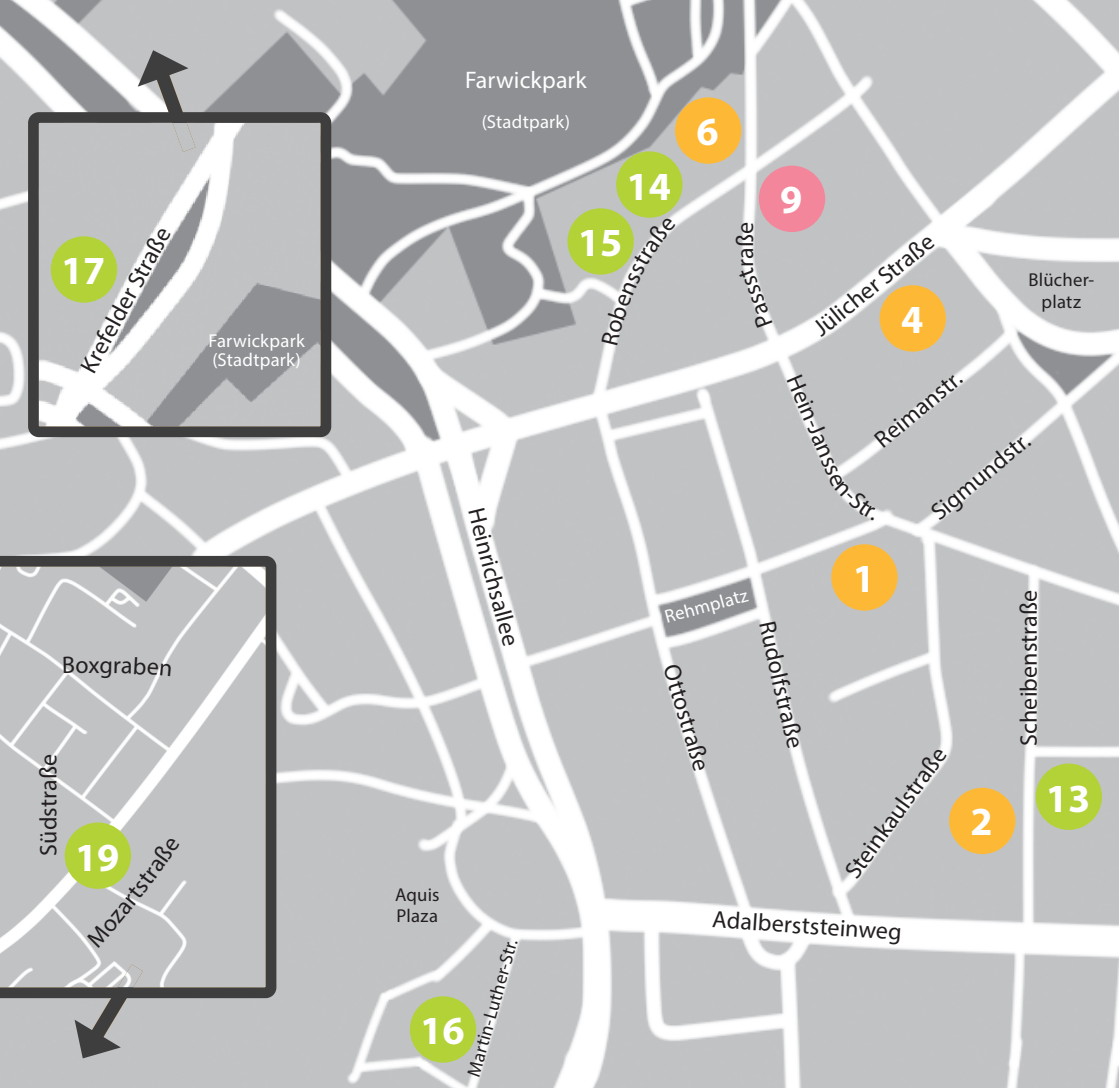 Farwickpark
(Stadtpark)
6
14
15
9
17
Krefelder Straße
Farwickpark
(Stadtpark)
Robensstraße
Passstraße
Jülicher Straße
4
Blücher-
platz
Hein-Janssen-Str.
Reimanstr.
Sigmundstr.
Heinrichsallee
1
Rehmplatz
Rudolfstraße
Ottostraße
Scheibenstraße
Boxgraben
Südstraße
19
Mozartstraße
Steinkaulstraße
2
13
Aquis
Plaza
Adalberststeinweg
16
Martin-Luther-Str.